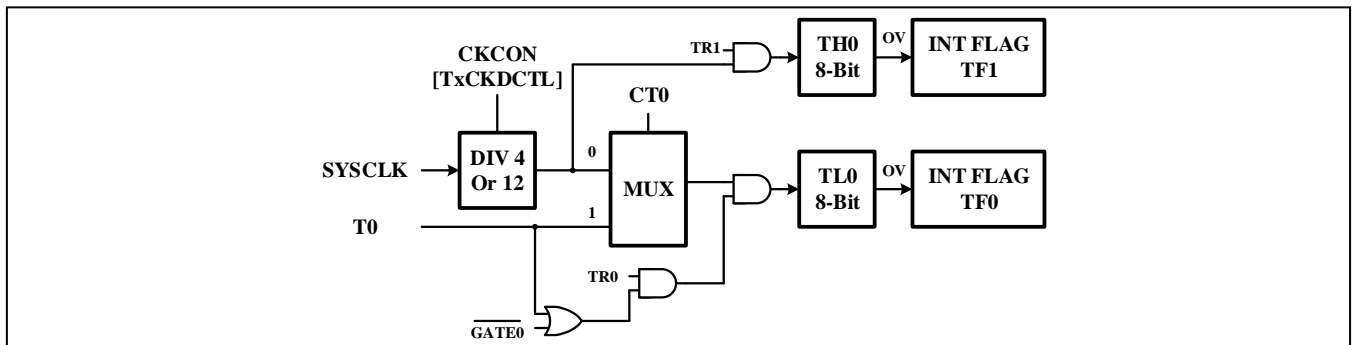 CKCON
[TxCKDCTL]
TR1
TH0
8-Bit
OV
INT FLAG
TF1
CT0
SYSCLK
DIV 4
Or 12
0
MUX
TL0
8-Bit
OV
INT FLAG
TF0
T0
1
TR0
GATE0